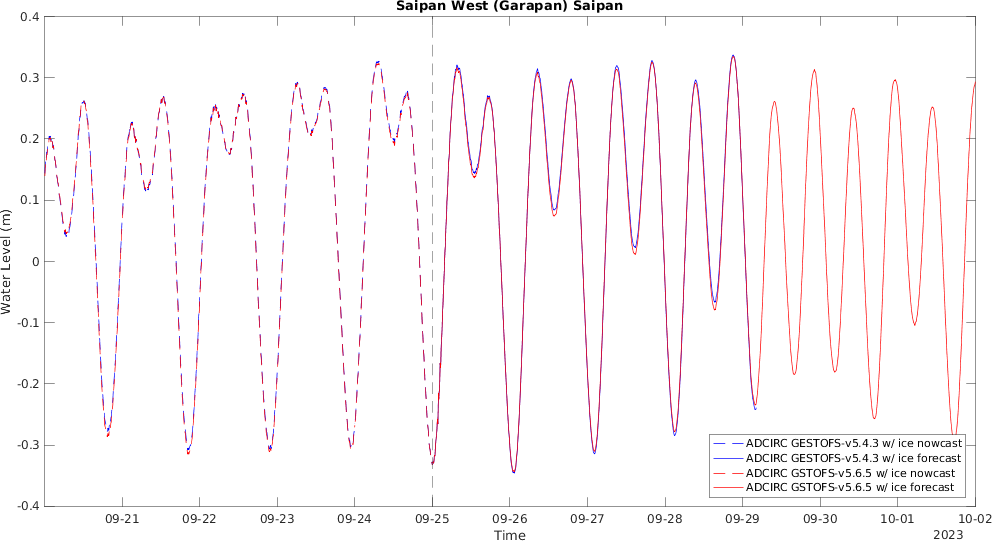 Saipan West (Garapan) Saipan
0.4
0.3
0.2
0.1
0
-0.1
-0.2
-0.3
-0.4
Water Level (m)
ADCIRC GESTOFS-v5.4.3 w/ ice nowcast
ADCIRC GESTOFS-v5.4.3 w/ ice forecast
ADCIRC GSTOFS-v5.6.5 w/ ice nowcast
ADCIRC GSTOFS-v5.6.5 w/ ice forecast
09-21 09-22 09-23 09-24 09-25 09-26 09-27 09-28 09-29 09-30 10-01 10-02
Time
2023